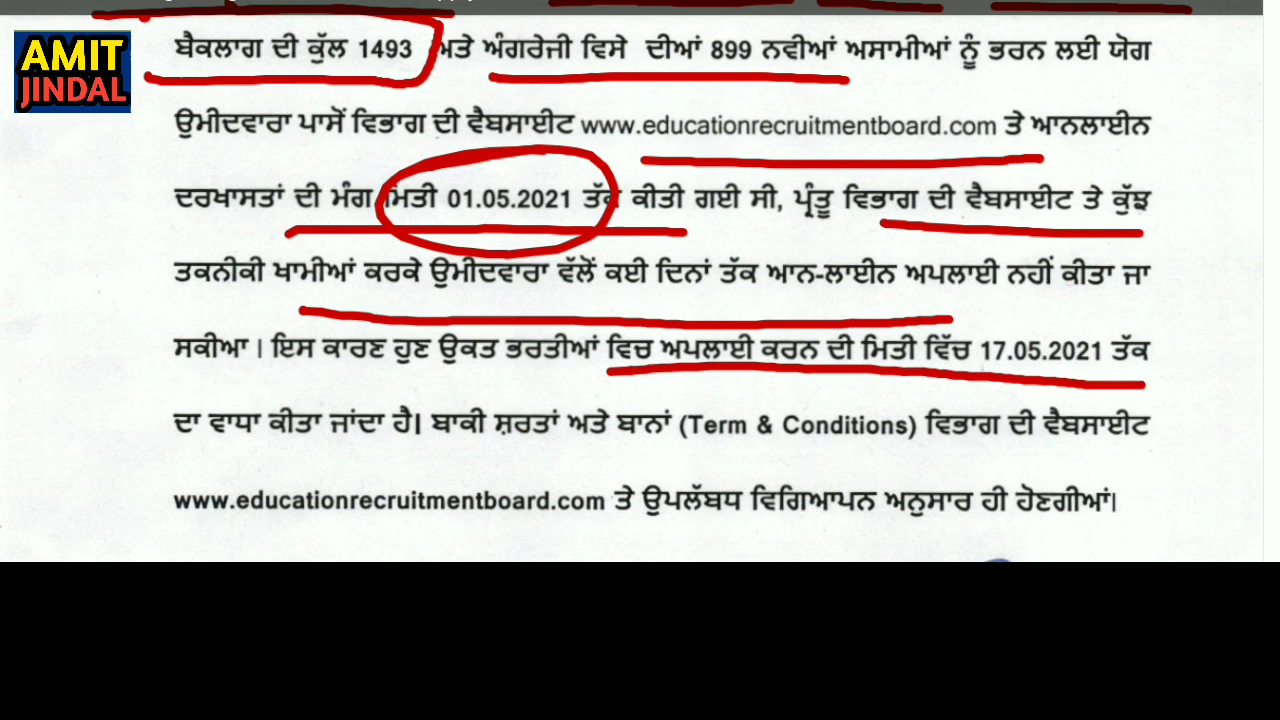 AMIT
JINDAL
ਬੈਕਲਾਗ ਦੀ ਕੁੱਲ 1493 ਅਤੇ ਅੰਗਰੇਜੀ ਵਿਸੇ ਦੀਆਂ 899 ਨਵੀਆਂ ਅਸਾਮੀਆਂ ਨੂੰ ਭਰਨ ਲਈ ਯੋਗ
ਉਮੀਦਵਾਰਾ ਪਾਸੋਂ ਵਿਭਾਗ ਦੀ ਵੈਬਸਾਈਟ www.educationrecruitmentboard.com ਤੇ ਆਨਲਾਈਨ
ਦਰਖਾਸਤਾਂ ਦੀ ਮੰਗ ਮਿਤੀ 01.05.2021 ਤੱਕ ਕੀਤੀ ਗਈ ਸੀ, ਪ੍ਰੰਤੂ ਵਿਭਾਗ ਦੀ ਵੈਬਸਾਈਟ ਤੇ ਕੁੱਝ
ਤਕਨੀਕੀ ਖਾਮੀਆਂ ਕਰਕੇ ਉਮੀਦਵਾਰਾ ਵੱਲੋਂ ਕਈ ਦਿਨਾਂ ਤੱਕ ਆਨ-ਲਾਈਨ ਅਪਲਾਈ ਨਹੀਂ ਕੀਤਾ ਜਾ
ਸਕੀਆ । ਇਸ ਕਾਰਣ ਹੁਣ ਉਕਤ ਭਰਤੀਆਂ ਵਿਚ ਅਪਲਾਈ ਕਰਨ ਦੀ ਮਿਤੀ ਵਿੱਚ 17.05.2021 ਤੱਕ
ਦਾ ਵਾਧਾ ਕੀਤਾ ਜਾਂਦਾ ਹੈ। ਬਾਕੀ ਸ਼ਰਤਾਂ ਅਤੇ ਬਾਨਾਂ (Term & Conditions) ਵਿਭਾਗ ਦੀ ਵੈਬਸਾਈਟ
www.educationrecruitmentboard.com ਤੇ ਉਪਲੱਬਧ ਵਿਗਿਆਪਨ ਅਨੁਸਾਰ ਹੀ ਹੋਣਗੀਆਂ।